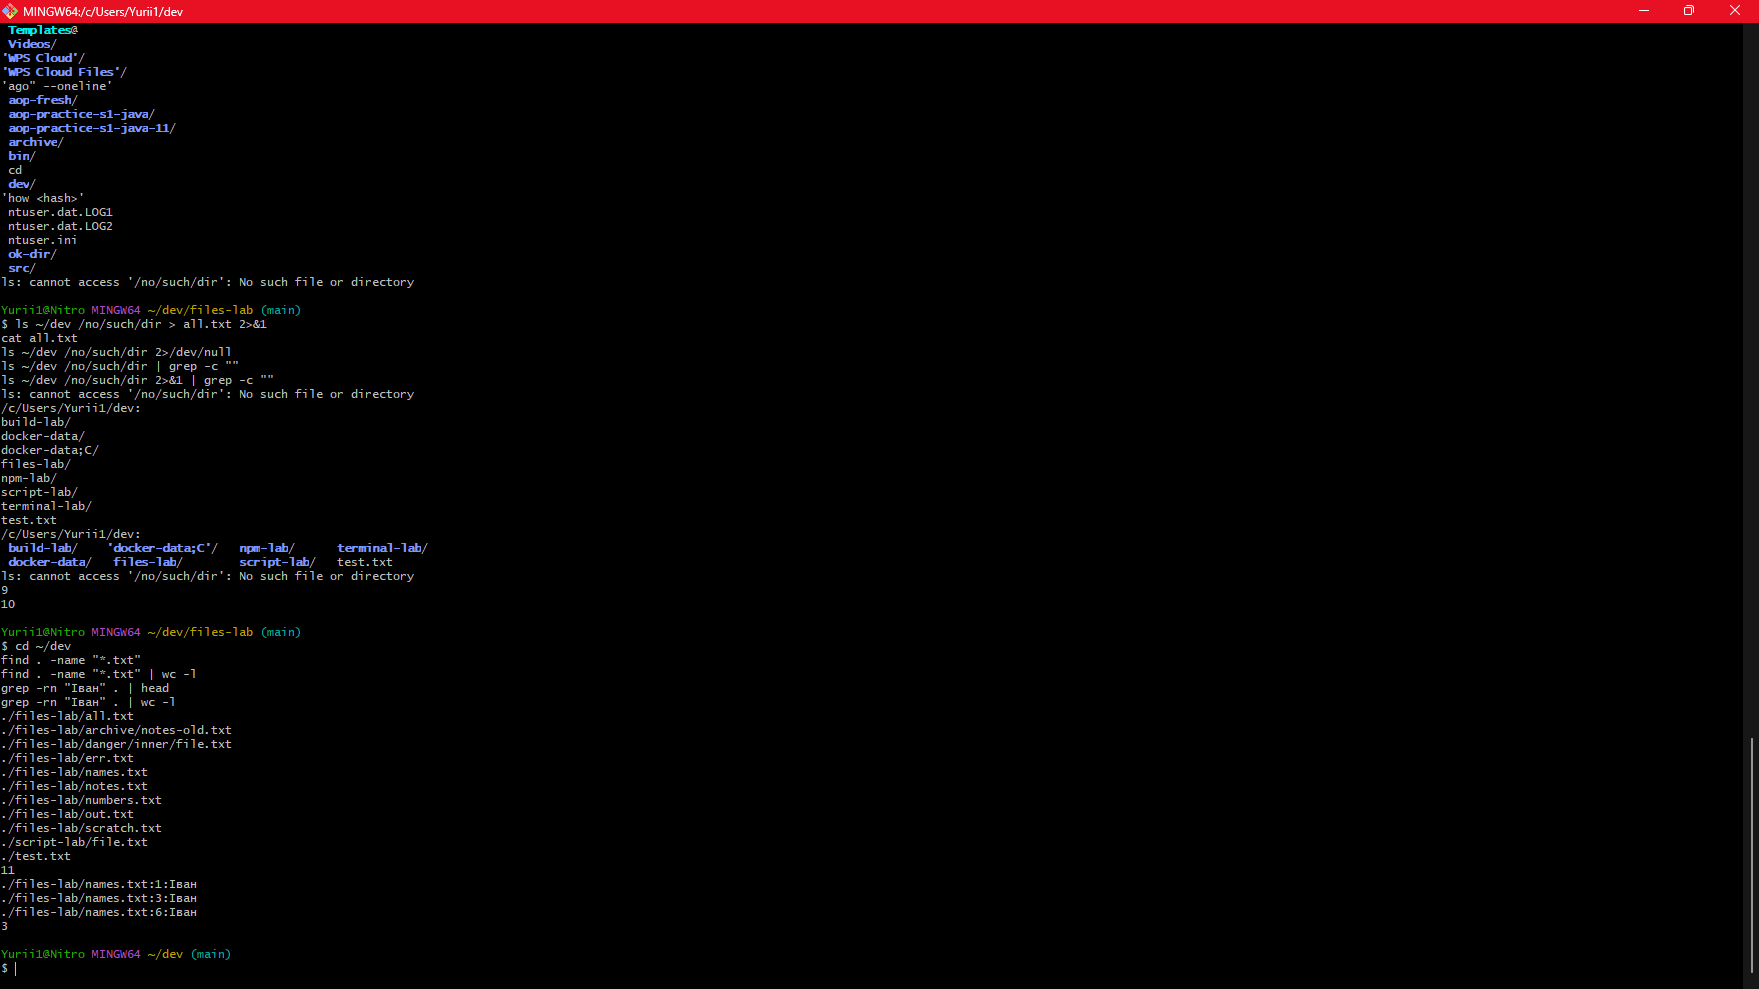 MINGW64:/c/Users/Yurii1/dev
Templates@
Videos/
'WPS Cloud'/
'WPS Cloud Files'/
'ago" --oneline'
aop-fresh/
aop-practice-s1-java/
aop-practice-s1-java-11/
archive/
bin/
cd
dev/
'how <hash>'
ntuser.dat.LOG1
ntuser.dat.LOG2
ntuser.ini
ok-dir/
src/
ls: cannot access '/no/such/dir': No such file or directory
Yurii1@Nitro MINGW64 ~/dev/files-lab (main)
$ ls ~/dev /no/such/dir > all.txt 2>&1
cat all.txt
ls ~/dev /no/such/dir 2>/dev/null
ls ~/dev /no/such/dir | grep -c ""
ls ~/dev /no/such/dir 2>&1 | grep -c ""
ls: cannot access '/no/such/dir': No such file or directory
/c/Users/Yurii1/dev:
build-lab/
docker-data/
docker-data;C/
files-lab/
npm-lab/
script-lab/
terminal-lab/
test.txt
/c/Users/Yurii1/dev:
build-lab/ 'docker-data;C'/ npm-lab/ terminal-lab/
docker-data/ files-lab/ script-lab/ test.txt
ls: cannot access '/no/such/dir': No such file or directory
9
10
Yurii1@Nitro MINGW64 ~/dev/files-lab (main)
$ cd ~/dev
find . -name "*.txt"
find . -name "*.txt" | wc -l
grep -rn "Іван" . | head
grep -rn "Іван" . | wc -l
./files-lab/all.txt
./files-lab/archive/notes-old.txt
./files-lab/danger/inner/file.txt
./files-lab/err.txt
./files-lab/names.txt
./files-lab/notes.txt
./files-lab/numbers.txt
./files-lab/out.txt
./files-lab/scratch.txt
./script-lab/file.txt
./test.txt
11
./files-lab/names.txt:1:Іван
./files-lab/names.txt:3:Іван
./files-lab/names.txt:6:Іван
3
Yurii1@Nitro MINGW64 ~/dev (main)
$